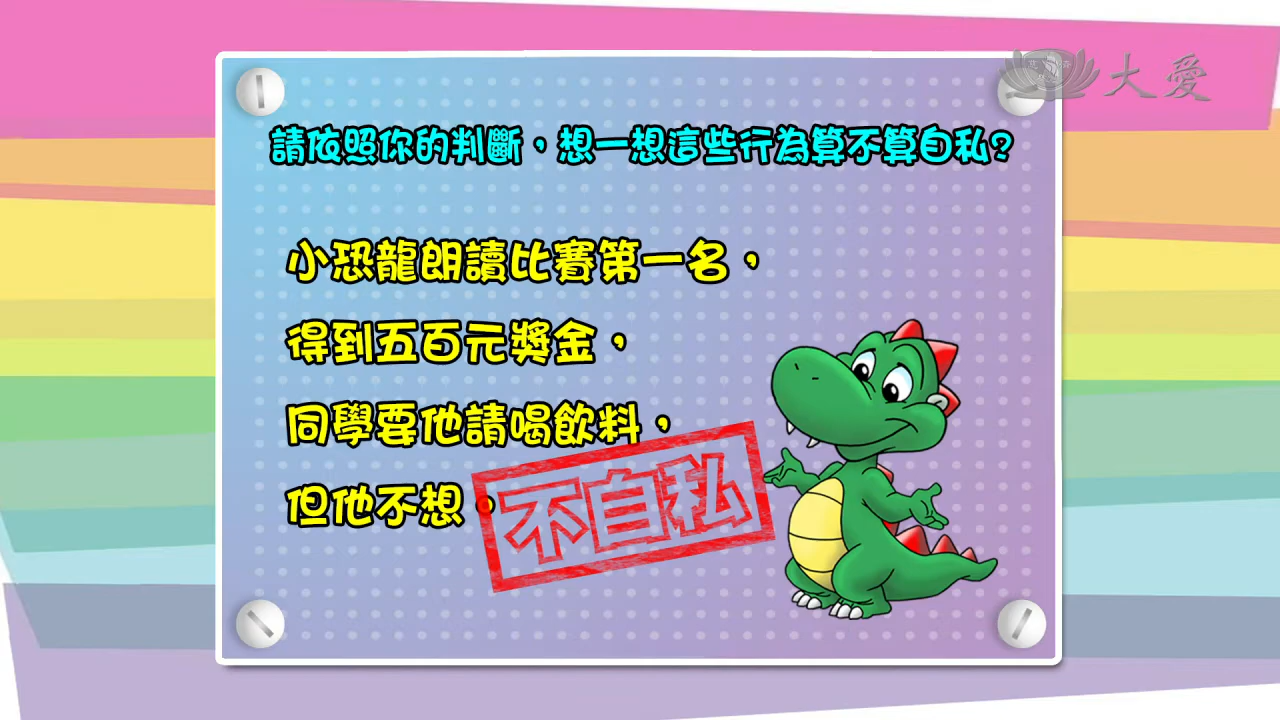 大愛
請依照你的判斷，想一想這些行為算不算自私？
小恐龍朗讀比賽第一名，
得到五百元獎金，
同學要他請喝飲料，
但他不想。
不自私